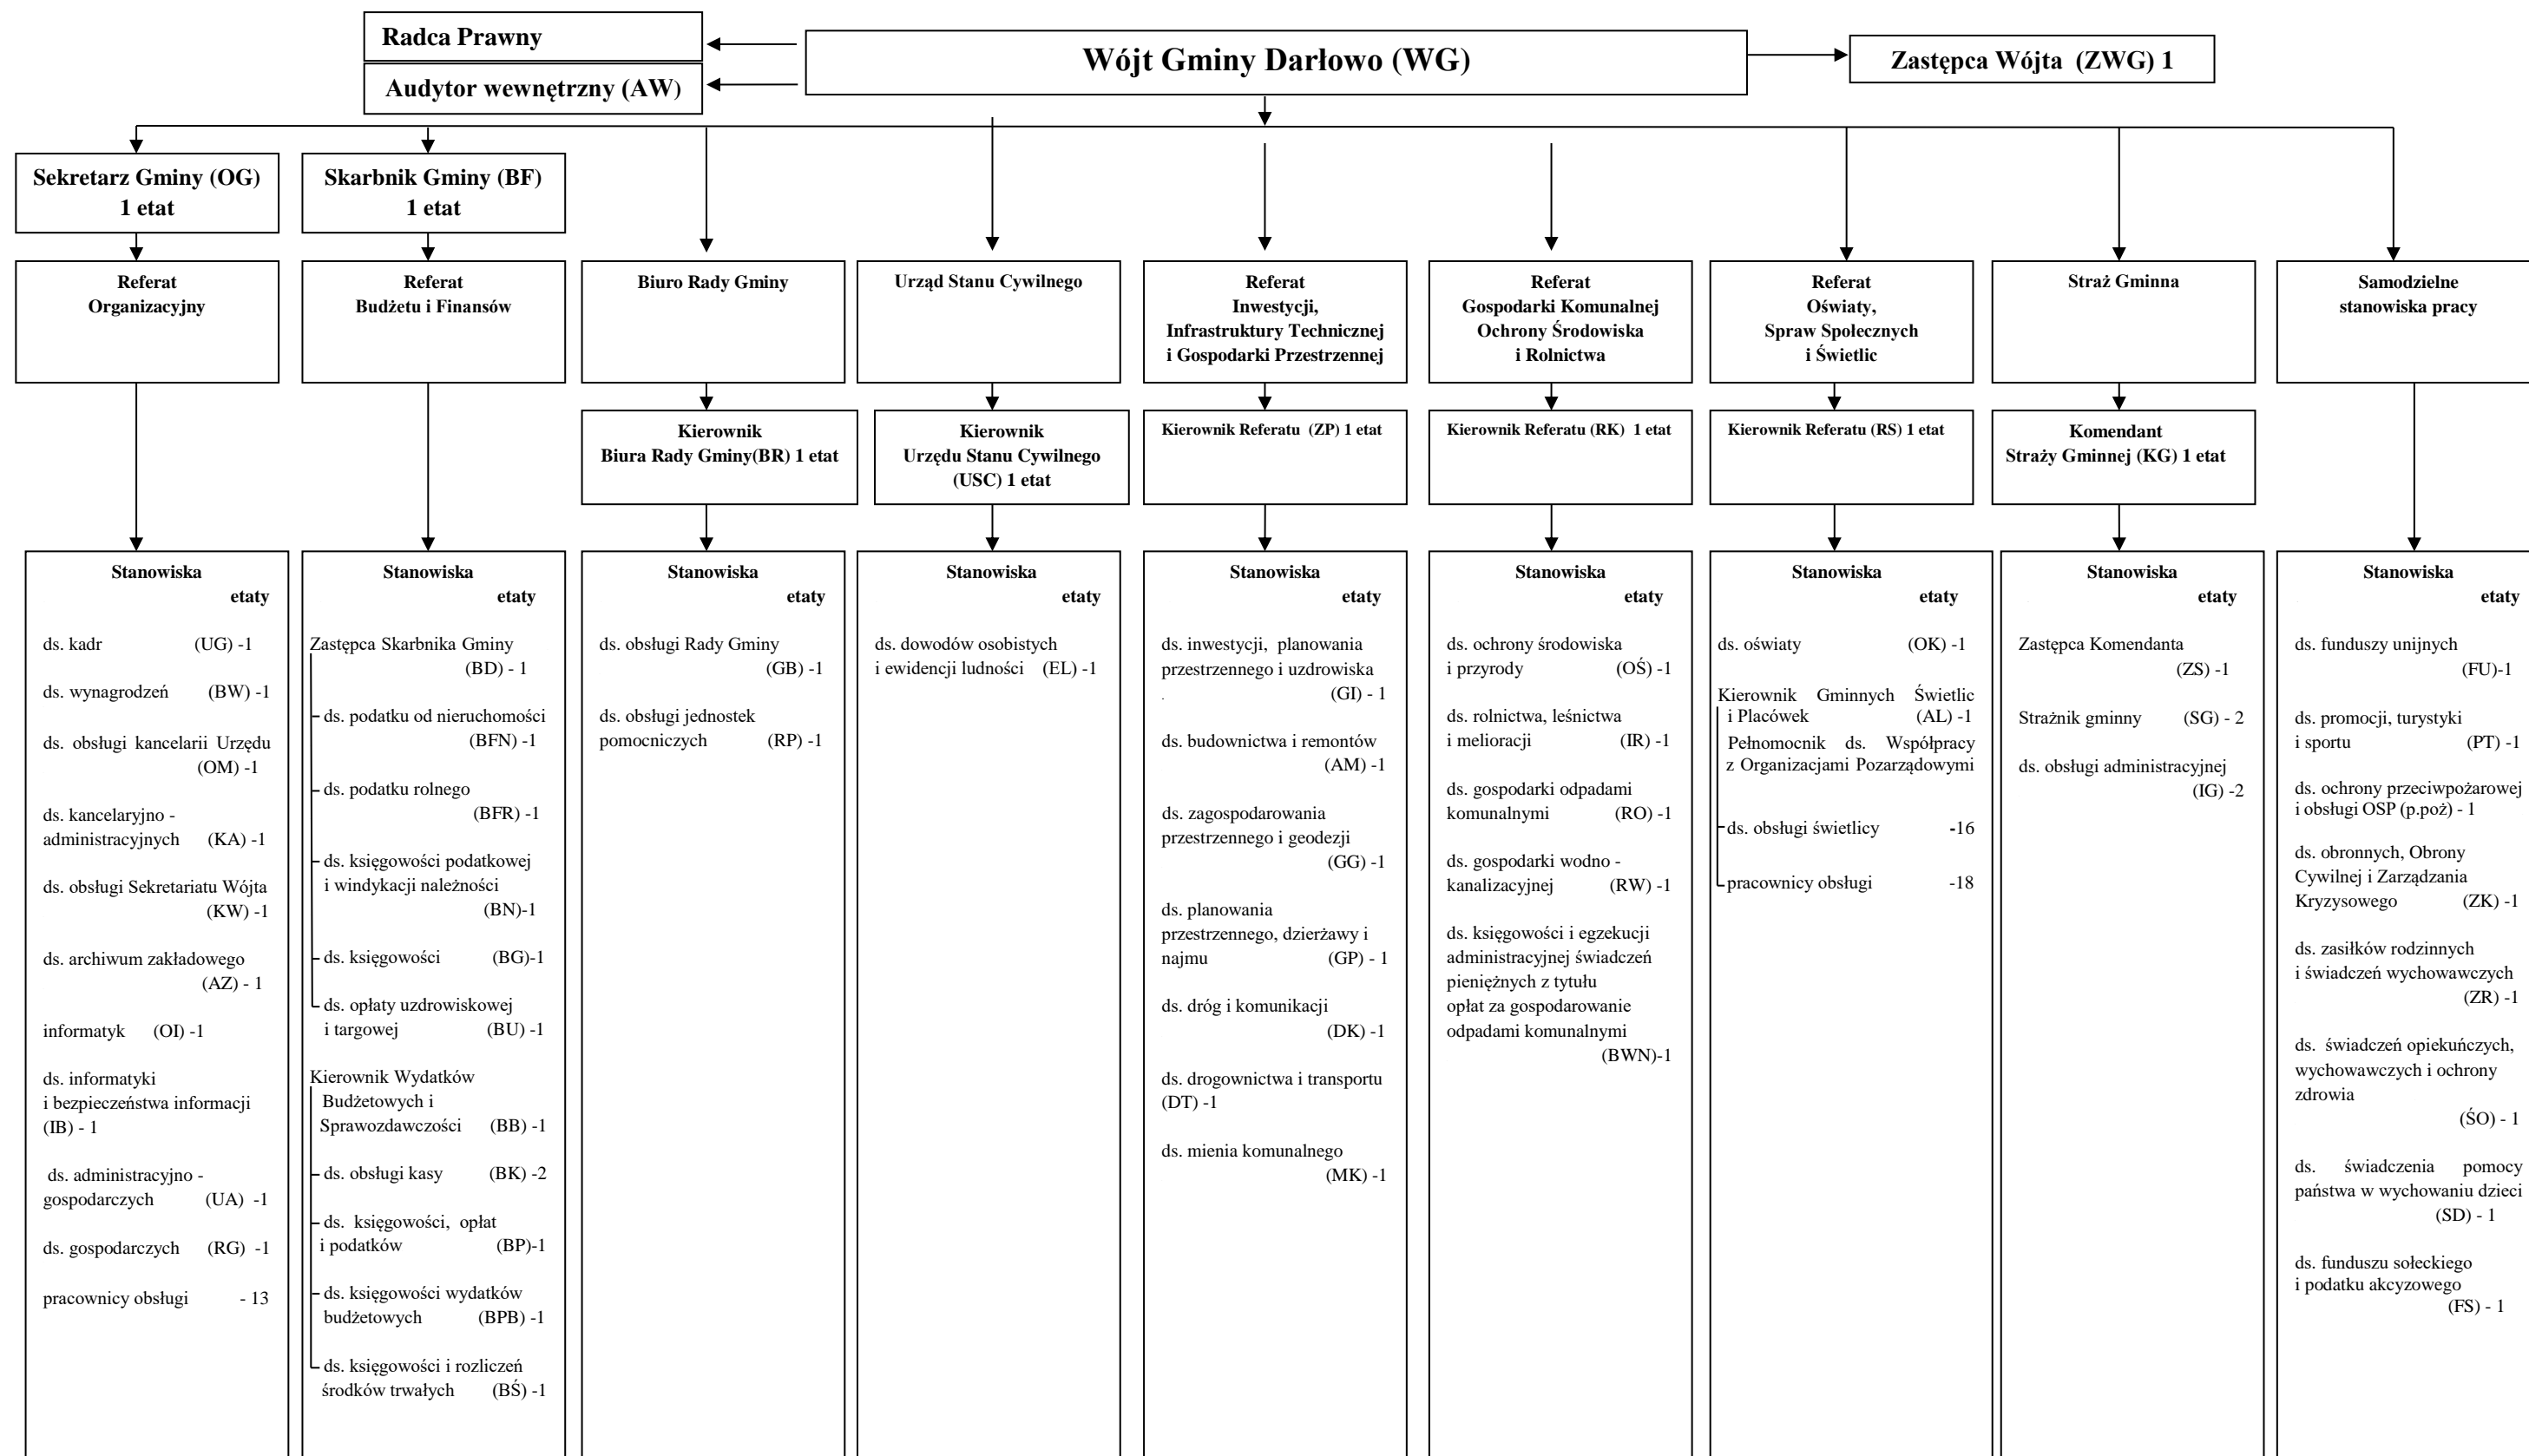 Radca Prawny
Audytor wewnętrzny (AW)
Wójt Gminy Darłowo (WG)
Zastępca Wójta (ZWG) 1
Sekretarz Gminy (OG)
1 etat
Skarbnik Gminy (BF)
1 etat
Referat
Organizacyjny
Referat
Budżetu i Finansów
Biuro Rady Gminy
Urząd Stanu Cywilnego
Referat
Inwestycji,
Infrastruktury Technicznej
i Gospodarki Przestrzennej
Referat
Gospodarki Komunalnej
Ochrony Środowiska
i Rolnictwa
Referat
Oświaty,
Spraw Społecznych
i Świetlic
Straż Gminna
Samodzielne
stanowiska pracy
Kierownik
Biura Rady Gminy(BR) 1 etat
Kierownik
Urzędu Stanu Cywilnego
(USC) 1 etat
Kierownik Referatu (ZP) 1 etat
Kierownik Referatu (RK) 1 etat
Kierownik Referatu (RS) 1 etat
Komendant
Straży Gminnej (KG) 1 etat
Stanowiska
etaty
ds. kadr (UG) -1
ds. wynagrodzeń (BW) -1
ds. obsługi kancelarii Urzędu
(OM) -1
ds. kancelaryjno -
administracyjnych (KA) -1
ds. obsługi Sekretariatu Wójta
(KW) -1
ds. archiwum zakładowego
(AZ) - 1
informatyk (OI) -1
ds. informatyki
i bezpieczeństwa informacji
(IB) - 1
ds. administracyjno -
gospodarczych (UA) -1
ds. gospodarczych (RG) -1
pracownicy obsługi - 13
Stanowiska
etaty
Zastępca Skarbnika Gminy
(BD) - 1
ds. podatku od nieruchomości
(BFN) -1
ds. podatku rolnego
(BFR) -1
ds. księgowości podatkowej
i windykacji należności
(BN)-1
ds. księgowości (BG)-1
ds. opłaty uzdrowiskowej
i targowej (BU) -1
Kierownik Wydatków
Budżetowych i
Sprawozdawczości (BB) -1
ds. obsługi kasy (BK) -2
ds. księgowości, opłat
i podatków (BP)-1
ds. księgowości wydatków
budżetowych (BPB) -1
ds. księgowości i rozliczeń
środków trwałych (BŚ) -1
Stanowiska
etaty
ds. obsługi Rady Gminy
(GB) -1
ds. obsługi jednostek
pomocniczych (RP) -1
Stanowiska
etaty
ds. dowodów osobistych
i ewidencji ludności (EL) -1
Stanowiska
etaty
ds. inwestycji, planowania
przestrzennego i uzdrowiska
. (GI) - 1
ds. budownictwa i remontów
(AM) -1
ds. zagospodarowania
przestrzennego i geodezji
(GG) -1
ds. planowania
przestrzennego, dzierżawy i
najmu (GP) - 1
ds. dróg i komunikacji
(DK) -1
ds. drogownictwa i transportu
(DT) -1
ds. mienia komunalnego
(MK) -1
Stanowiska
etaty
ds. ochrony środowiska
i przyrody (OŚ) -1
ds. rolnictwa, leśnictwa
i melioracji (IR) -1
ds. gospodarki odpadami
komunalnymi (RO) -1
ds. gospodarki wodno -
kanalizacyjnej (RW) -1
ds. księgowości i egzekucji
administracyjnej świadczeń
pieniężnych z tytułu
opłat za gospodarowanie
odpadami komunalnymi
(BWN)-1
Stanowiska
etaty
ds. oświaty (OK) -1
Kierownik Gminnych Świetlic
i Placówek (AL) -1
Pełnomocnik ds. Współpracy
z Organizacjami Pozarządowymi
ds. obsługi świetlicy -16
pracownicy obsługi -18
Stanowiska
etaty
Zastępca Komendanta
(ZS) -1
Strażnik gminny (SG) - 2
ds. obsługi administracyjnej
(IG) -2
Stanowiska
etaty
ds. funduszy unijnych
(FU)-1
ds. promocji, turystyki
i sportu (PT) -1
ds. ochrony przeciwpożarowej
i obsługi OSP (p.poż) - 1
ds. obronnych, Obrony
Cywilnej i Zarządzania
Kryzysowego (ZK) -1
ds. zasiłków rodzinnych
i świadczeń wychowawczych
(ZR) -1
ds. świadczeń opiekuńczych,
wychowawczych i ochrony
zdrowia
(ŚO) - 1
ds. świadczenia pomocy
państwa w wychowaniu dzieci
(SD) - 1
ds. funduszu sołeckiego
i podatku akcyzowego
(FS) - 1